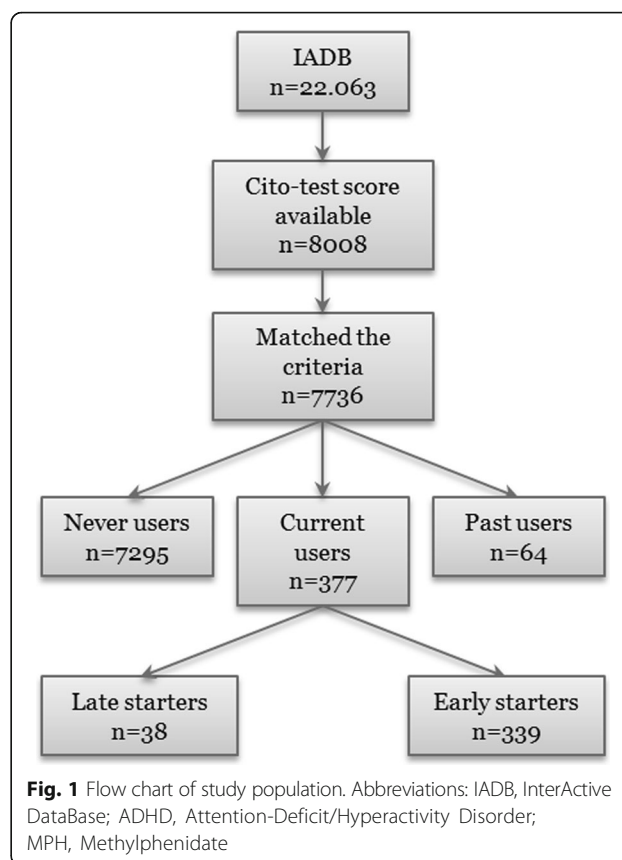 IADB
n=22.063
Cito-test score
available
n=8008
Matched the
criteria
n=7736
Never users
n=7295
Current
users
n=377
Past users
n=64
Late starters
n=38
Early starters
n=339
Fig. 1 Flow chart of study population. Abbreviations: IADB, InterActive
DataBase; ADHD, Attention-Deficit/Hyperactivity Disorder;
MPH, Methylphenidate